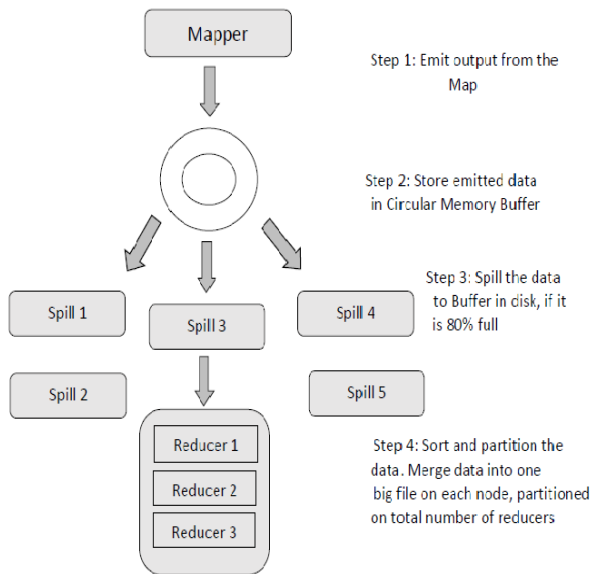 Mapper
Step 1: Emit output from the
Map
Step 2: Store emitted data
in Circular Memory Buffer
Step 3: Spill the data
to Buffer in disk, if it
is 80% full
Spill 1
Spill 3
Spill 4
Spill 2
Spill 5
Reducer 1
Reducer 2
Reducer 3
Step 4: Sort and partition the
data. Merge data into one
big file on each node, partitioned
on total number of reducers